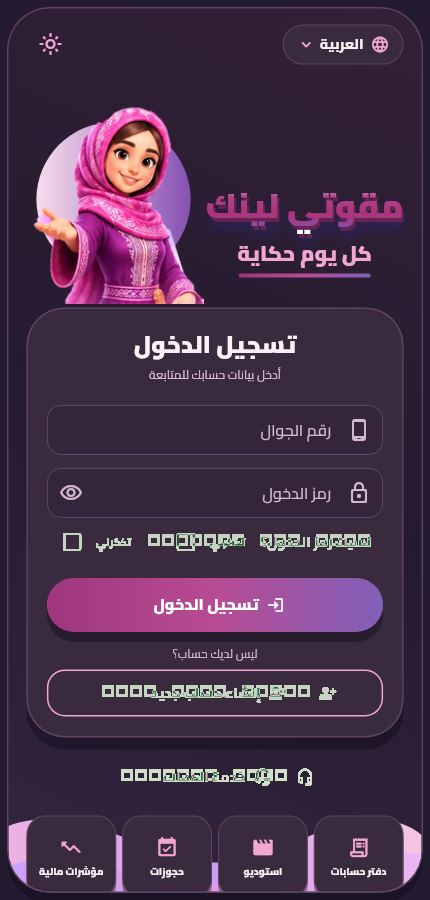 العربية
مقوتي لينك
كل يوم حكاية
تسجيل الدخول
أدخل بيانات حسابك للمتابعة
رقم الجوال
رمز الدخول
تذكرني
تسجيل الدخول
ليس لديك حساب؟
دفتر حسابات
استوديو
حجوزات
مؤشرات مالية